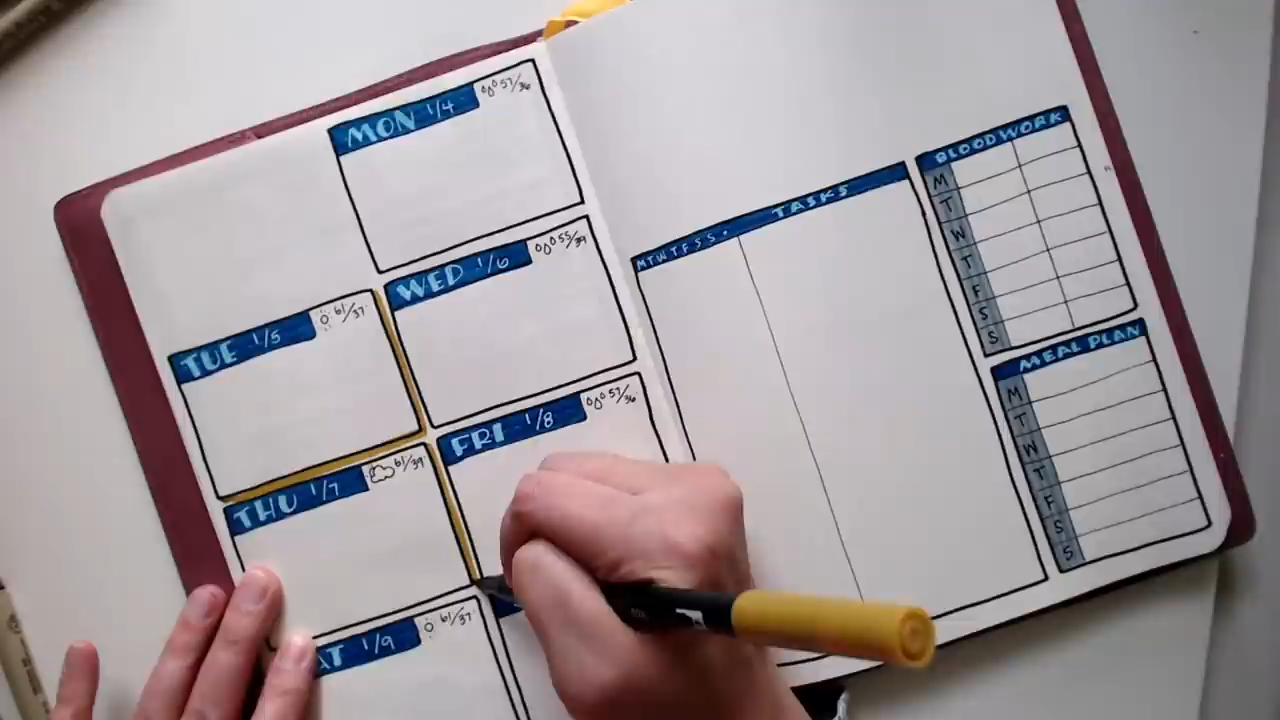 MON 1/4 57/36
TUE 1/5 61/37
WED 1/6 55/39
THU 1/7 61/39
FRI 1/8 57/36
AT 1/9 61/37
TASKS
M T W T F S S .
BLOODWORK
M
T
W
T
F
S
S
MEAL PLAN
M
T
W
T
F
S
S